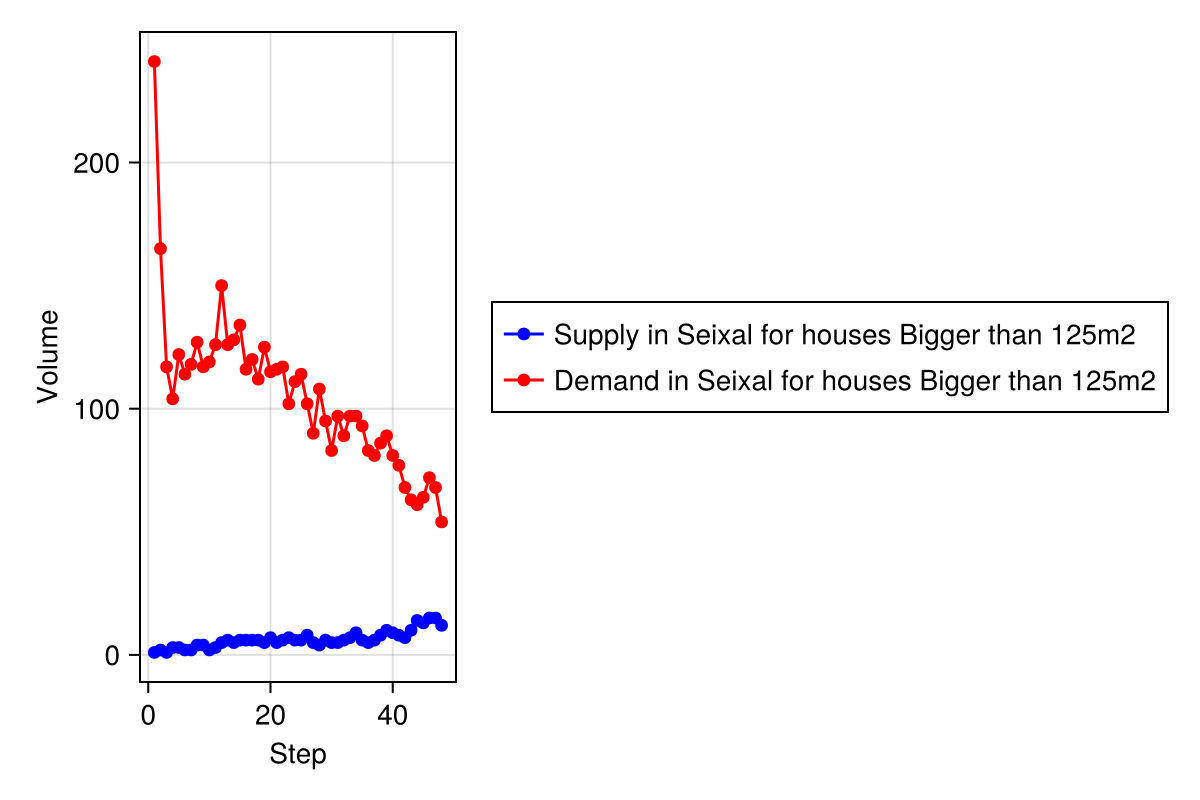 200
100
0
Volume
0 20 40
Step
Supply in Seixal for houses Bigger than 125m2
Demand in Seixal for houses Bigger than 125m2